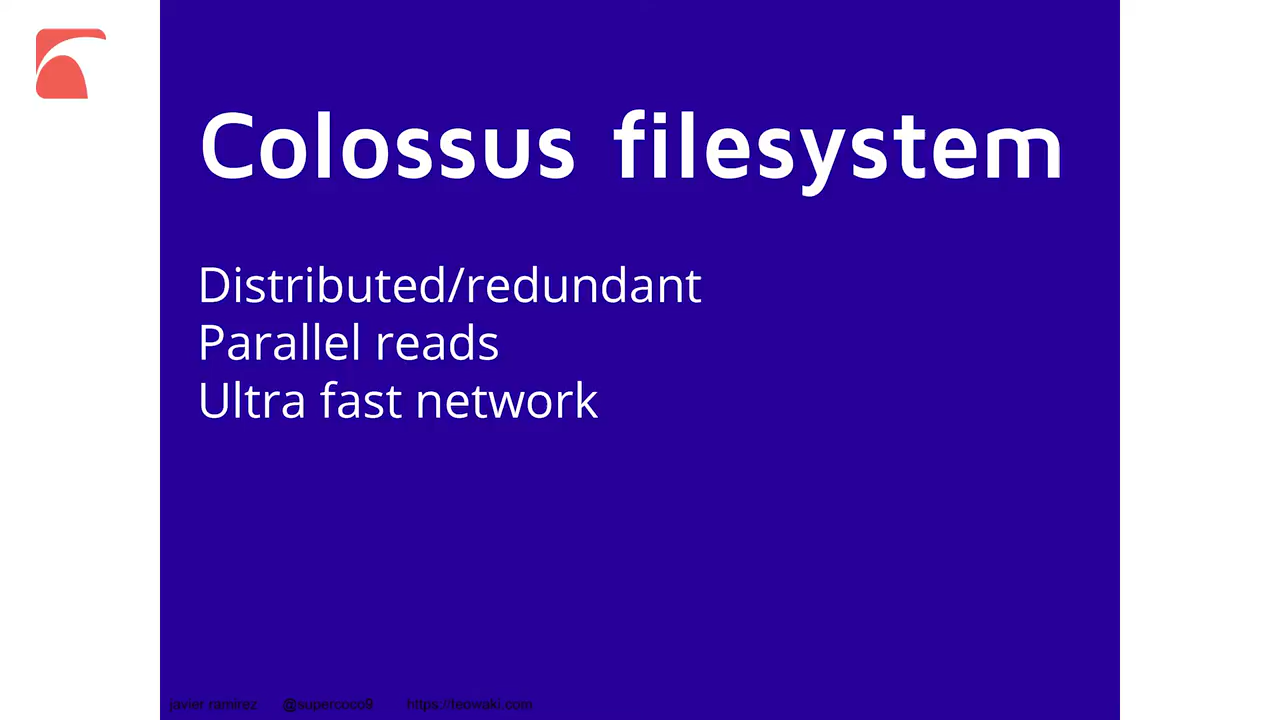 Colossus filesystem
Distributed/redundant
Parallel reads
Ultra fast network
javier ramirez @supercoco9 https://teowaki.com